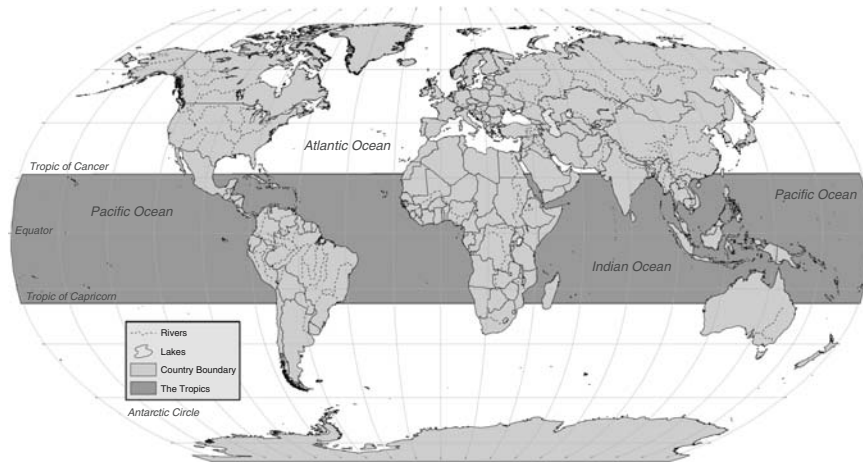 Atlantic Ocean
Tropic of Cancer
Pacific Ocean
Pacific Ocean
Equator
Indian Ocean
Tropic of Capricorn
Rivers
Lakes
Country Boundary
The Tropics
Antarctic Circle